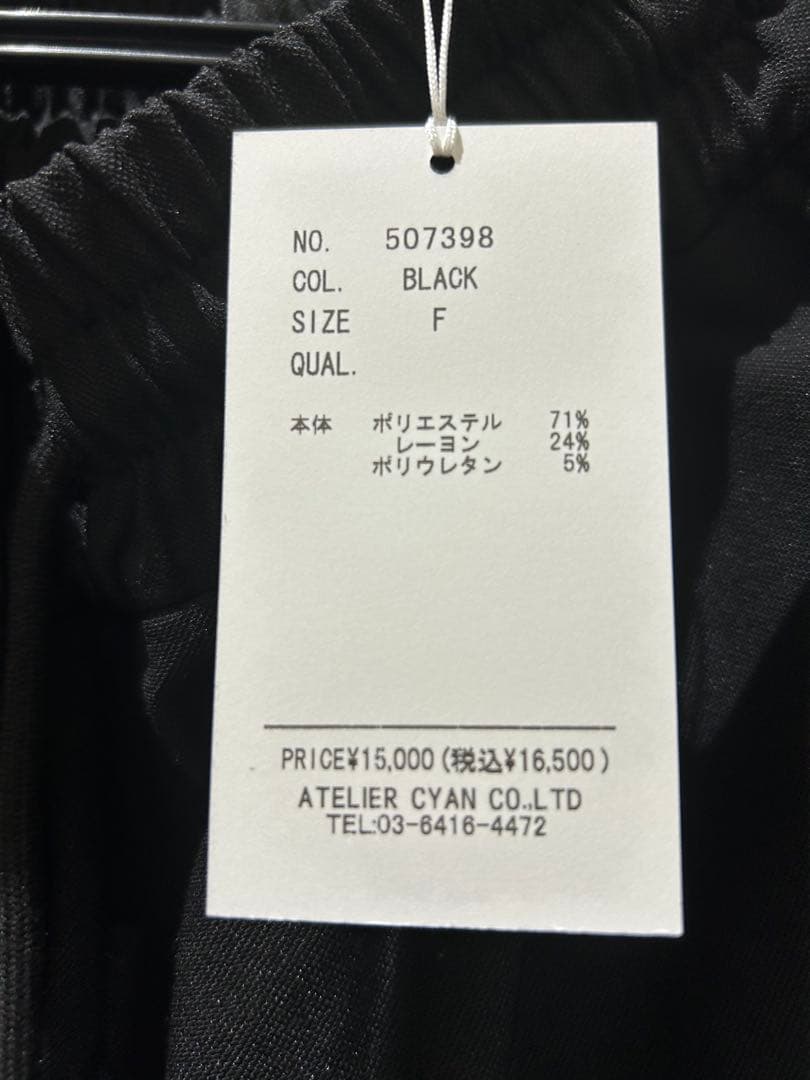 NO. 507398
COL. BLACK
SIZE F
QUAL.
本体 ポリエステル 71%
レーヨン 24%
ポリウレタン 5%
PRICE¥15,000(税込¥16,500)
ATELIER CYAN CO.,LTD
TEL:03-6416-4472